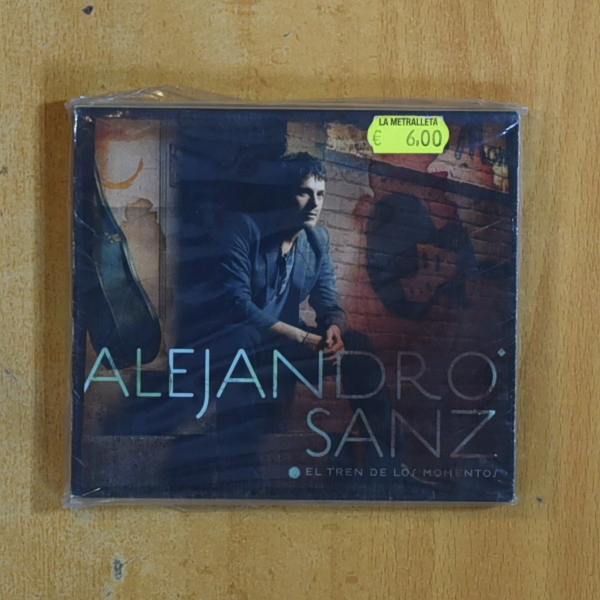 LA METRALLETA
€ 6,00
ALEJANDRO
SANZ
EL TREN DE LOS MOMENTOS